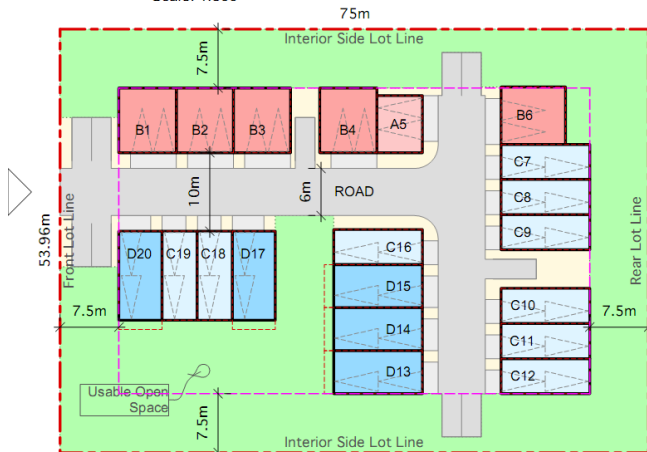 75m
Interior Side Lot Line
7.5m
B1
B2
B3
B4
A5
B6
C7
C8
C9
10m
6m
ROAD
53.96m
Front Lot Line
Rear Lot Line
D20
C19
C18
D17
C16
D15
D14
D13
C10
C11
C12
7.5m
7.5m
Usable Open
Space
7.5m
Interior Side Lot Line